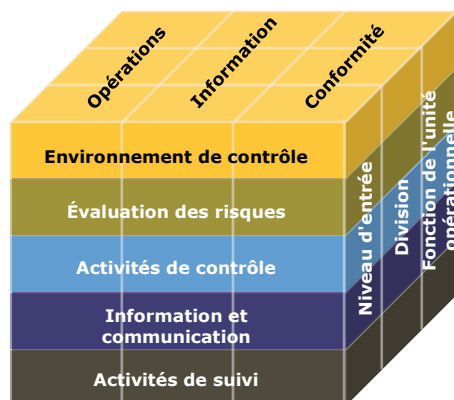 Opérations
Information
Conformité
Environnement de contrôle
Évaluation des risques
Activités de contrôle
Information et
communication
Activités de suivi
Niveau d'entrée
Division
Fonction de l'unité
opérationnelle